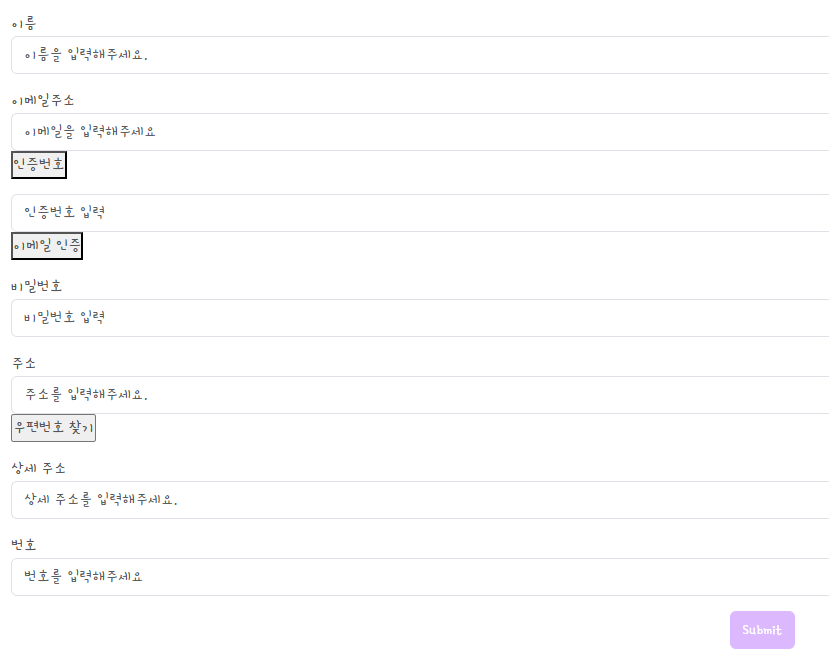 이름
이름을 입력해주세요.
이메일주소
이메일을 입력해주세요
인증번호
인증번호 입력
이메일 인증
비밀번호
비밀번호 입력
주소
주소를 입력해주세요.
우편번호 찾기
상세 주소
상세 주소를 입력해주세요.
번호
번호를 입력해주세요
Submit